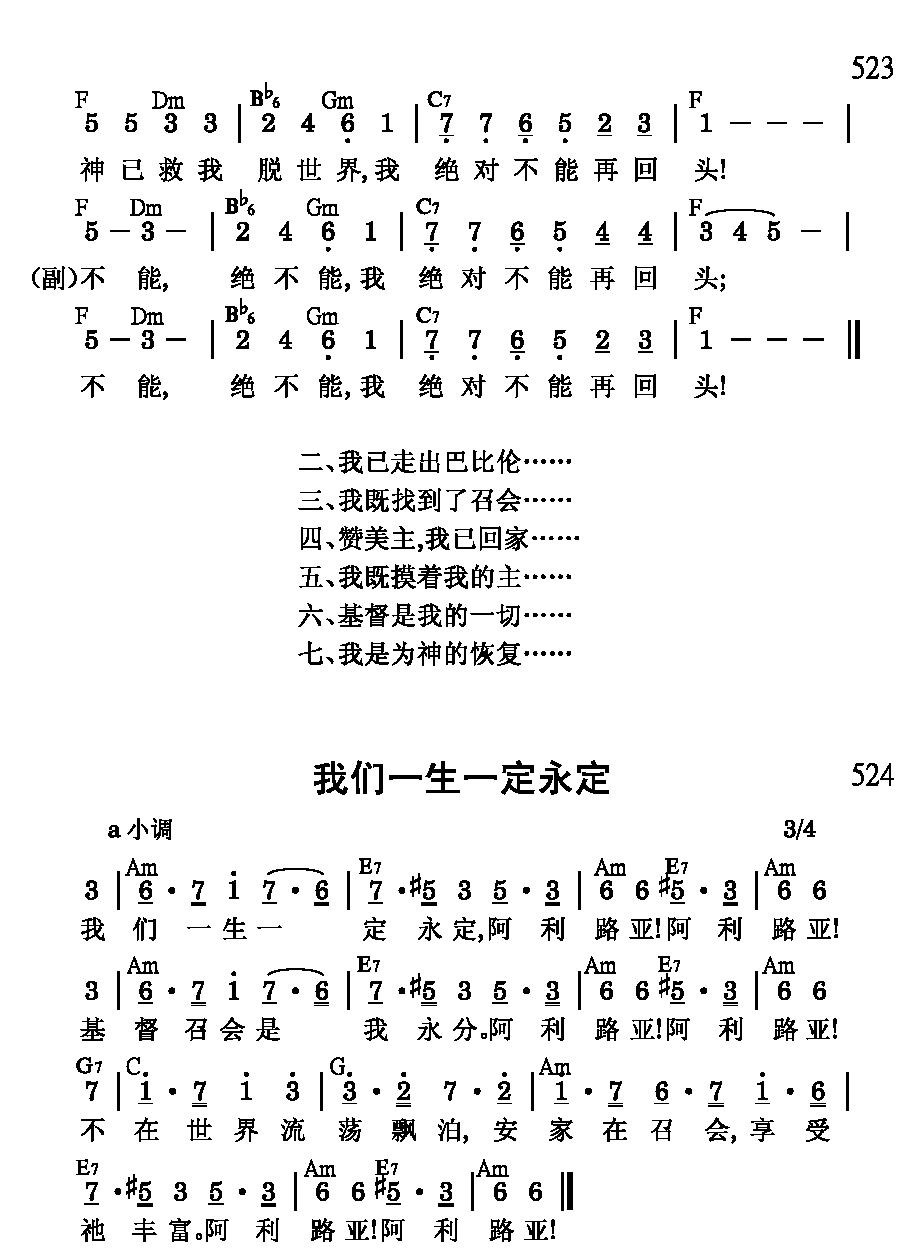 523
F Dm B♭6 Gm C7 F
5 5 3 3 | 2 4 6 1 | 7 7 6 5 2 3 | 1 — — — |
神 已 救 我 脱 世 界, 我 绝 对 不 能 再 回 头!
F Dm B♭6 Gm C7 F
5 — 3 — | 2 4 6 1 | 7 7 6 5 4 4 | 3 4 5 — |
(副)不 能, 绝 不 能, 我 绝 对 不 能 再 回 头;
F Dm B♭6 Gm C7 F
5 — 3 — | 2 4 6 1 | 7 7 6 5 2 3 | 1 — — — ‖
不 能, 绝 不 能, 我 绝 对 不 能 再 回 头!
二、我已走出巴比伦……
三、我既找到了召会……
四、赞美主,我已回家……
五、我既摸着我的主……
六、基督是我的一切……
七、我是为神的恢复……
我们一生一定永定 524
a 小调 3/4
Am E7 Am E7 Am
3 | 6 · 7 1 7 · 6 | 7 · #5 3 5 · 3 | 6 6 #5 · 3 | 6 6
我 们 一 生 一 定 永 定, 阿 利 路 亚! 阿 利 路 亚!
Am E7 Am E7 Am
3 | 6 · 7 1 7 · 6 | 7 · #5 3 5 · 3 | 6 6 #5 · 3 | 6 6
基 督 召 会 是 我 永 分。阿 利 路 亚! 阿 利 路 亚!
G7 C. G. Am
7 | 1 · 7 1 3 | 3 · 2 7 · 2 | 1 · 7 6 · 7 1 · 6 |
不 在 世 界 流 荡 飘 泊, 安 家 在 召 会, 享 受
E7 Am E7 Am
7 · #5 3 5 · 3 | 6 6 #5 · 3 | 6 6 ‖
祂 丰 富。阿 利 路 亚! 阿 利 路 亚!